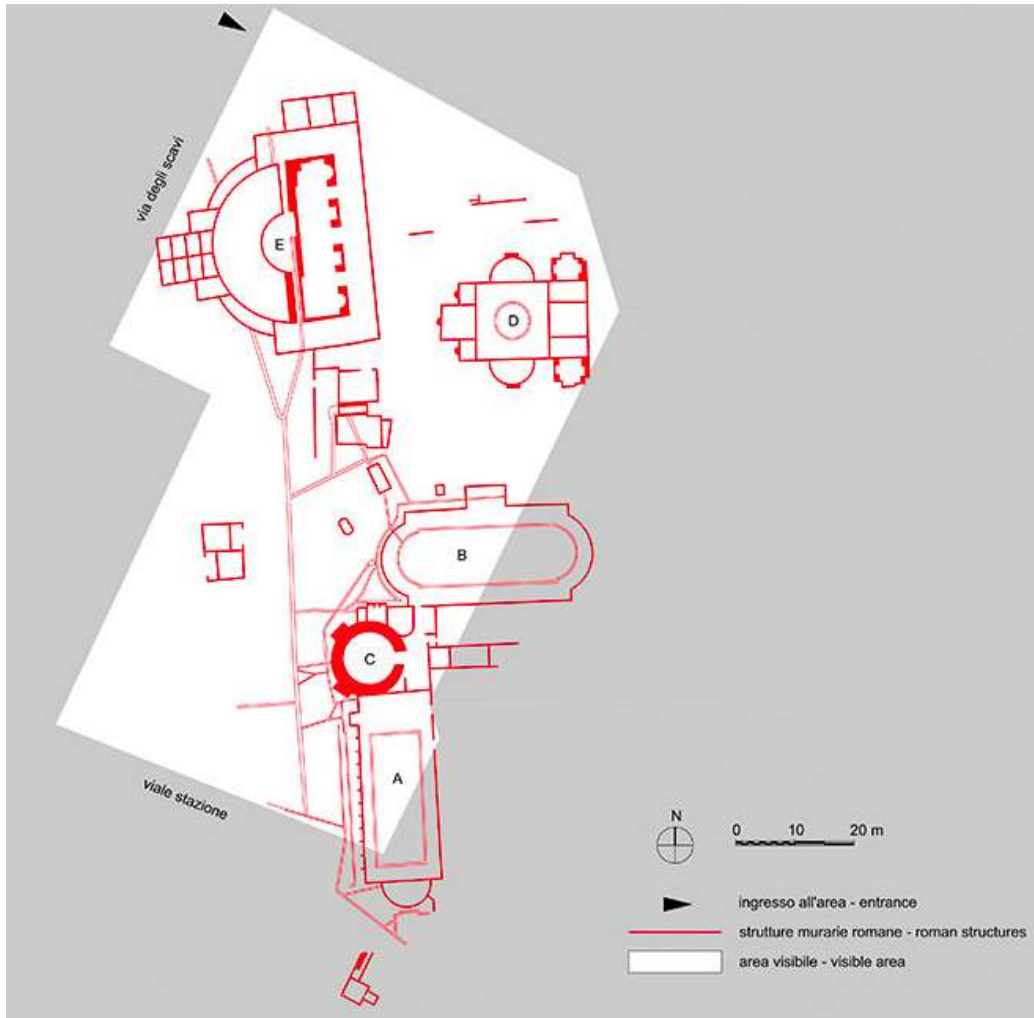 via degli scavi
E
D
B
C
A
viale stazione
N
0 10 20 m
ingresso all'area - entrance
strutture murarie romane - roman structures
area visibile - visible area